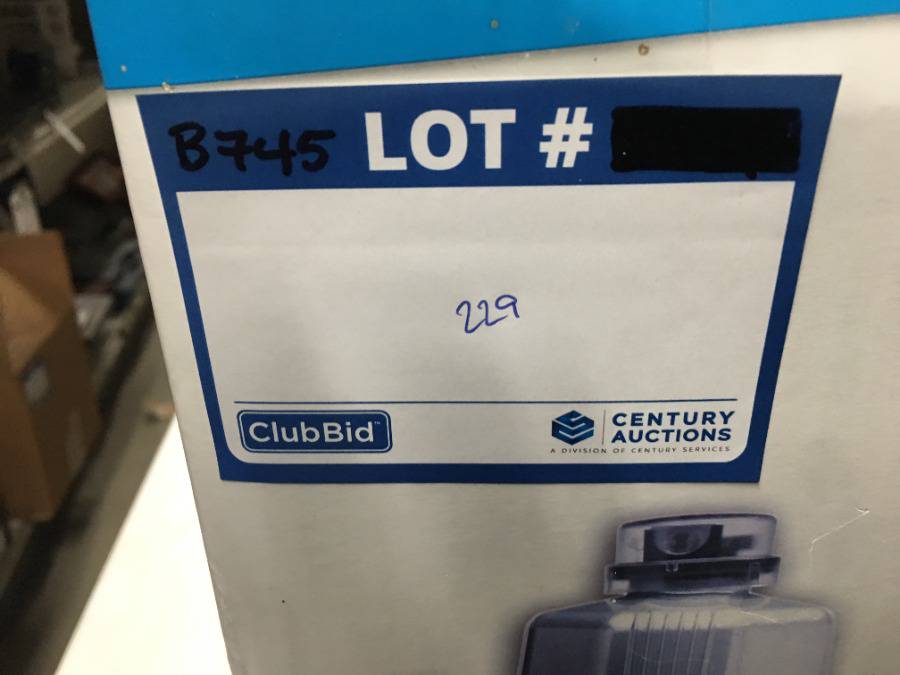 B745 LOT #
229
ClubBid™
CENTURY
AUCTIONS
A DIVISION OF CENTURY SERVICES